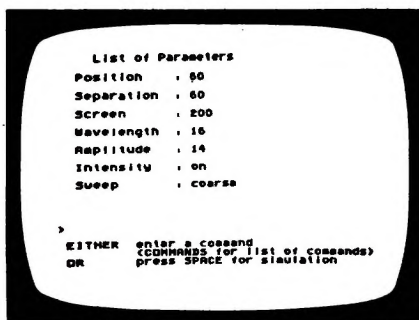 List of Parameters
Position : 60
Separation : 60
Screen : 200
Wavelength : 16
Amplitude : 14
Intensity : on
Sweep : coarse
>
EITHER enter a command
(COMMANDS for list of commands)
OR press SPACE for simulation